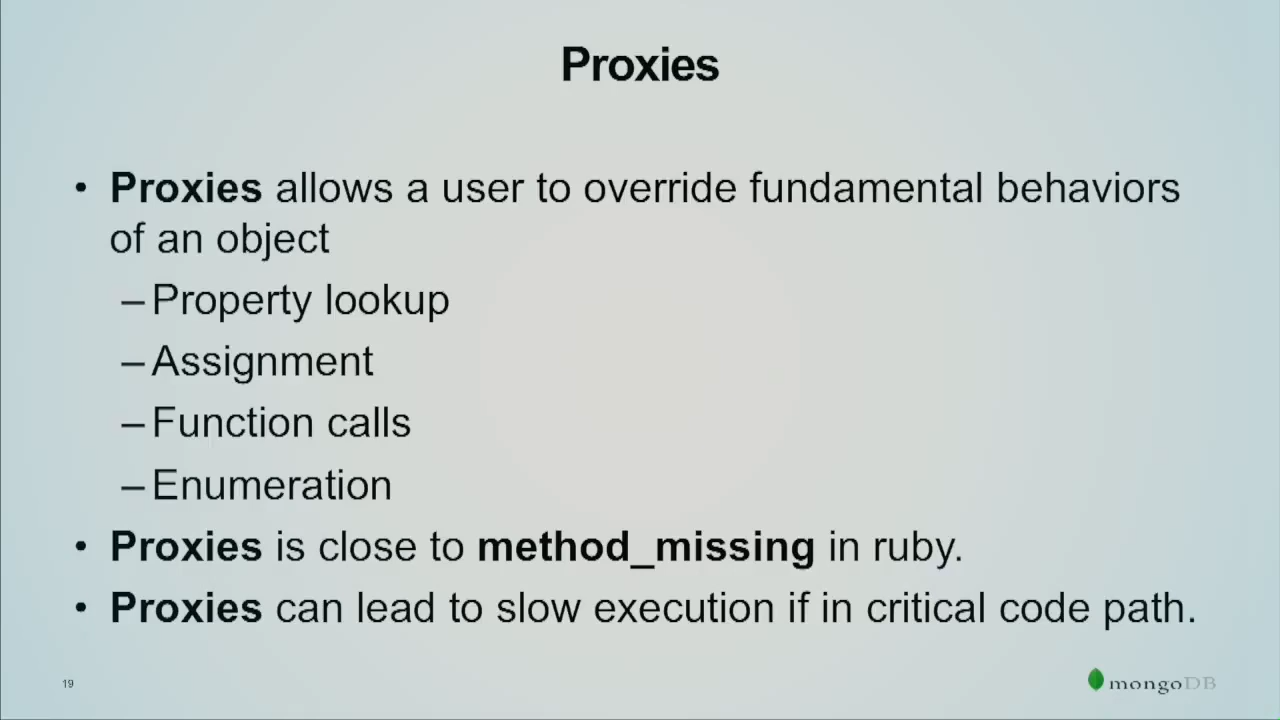 Proxies
• Proxies allows a user to override fundamental behaviors
of an object
– Property lookup
– Assignment
– Function calls
– Enumeration
• Proxies is close to method_missing in ruby.
• Proxies can lead to slow execution if in critical code path.
19
mongoDB